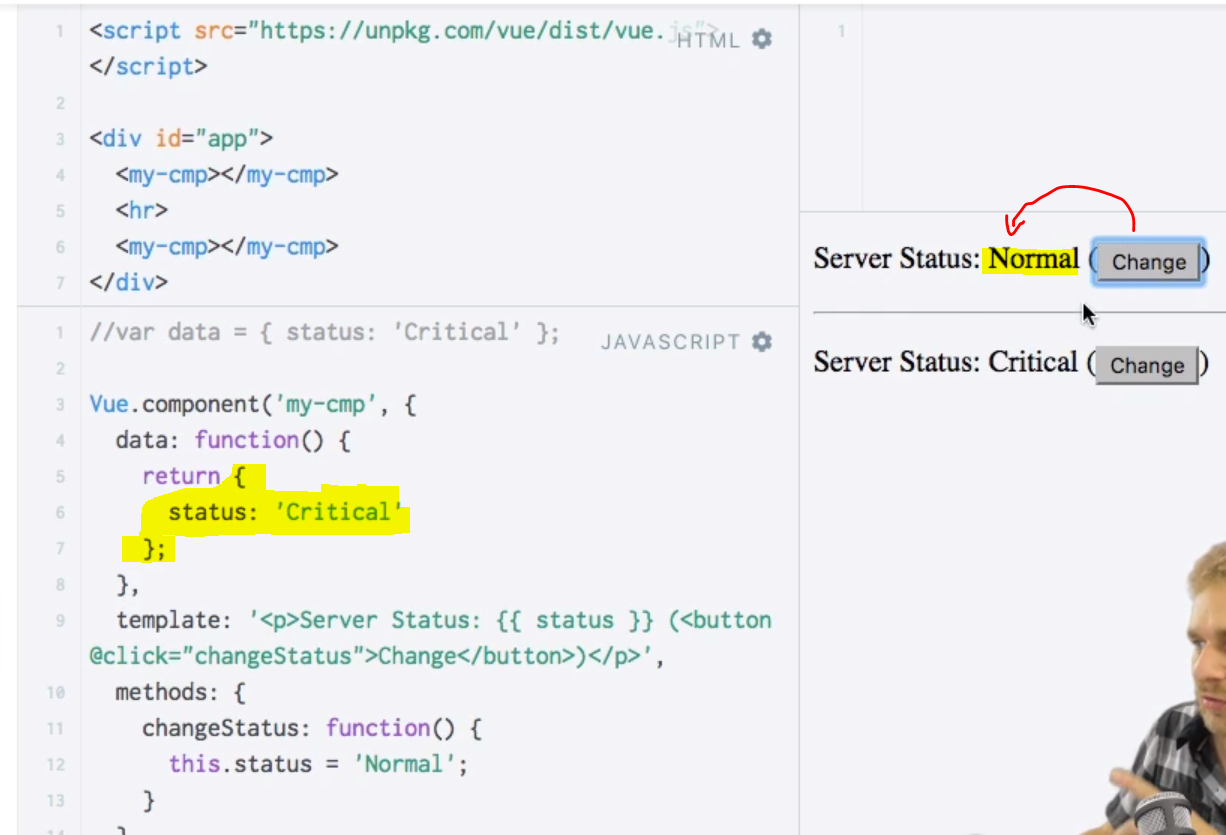 HTML
1 <script src="https://unpkg.com/vue/dist/vue.js">
</script>
2
3 <div id="app">
4 <my-cmp></my-cmp>
5 <hr>
6 <my-cmp></my-cmp>
7 </div>
JAVASCRIPT
1 //var data = { status: 'Critical' };
2
3 Vue.component('my-cmp', {
4 data: function() {
5 return {
6 status: 'Critical'
7 };
8 },
9 template: '<p>Server Status: {{ status }} (<button
@click="changeStatus">Change</button>)</p>',
10 methods: {
11 changeStatus: function() {
12 this.status = 'Normal';
13 }
14 }
1
Server Status: Normal (Change)
Server Status: Critical (Change)